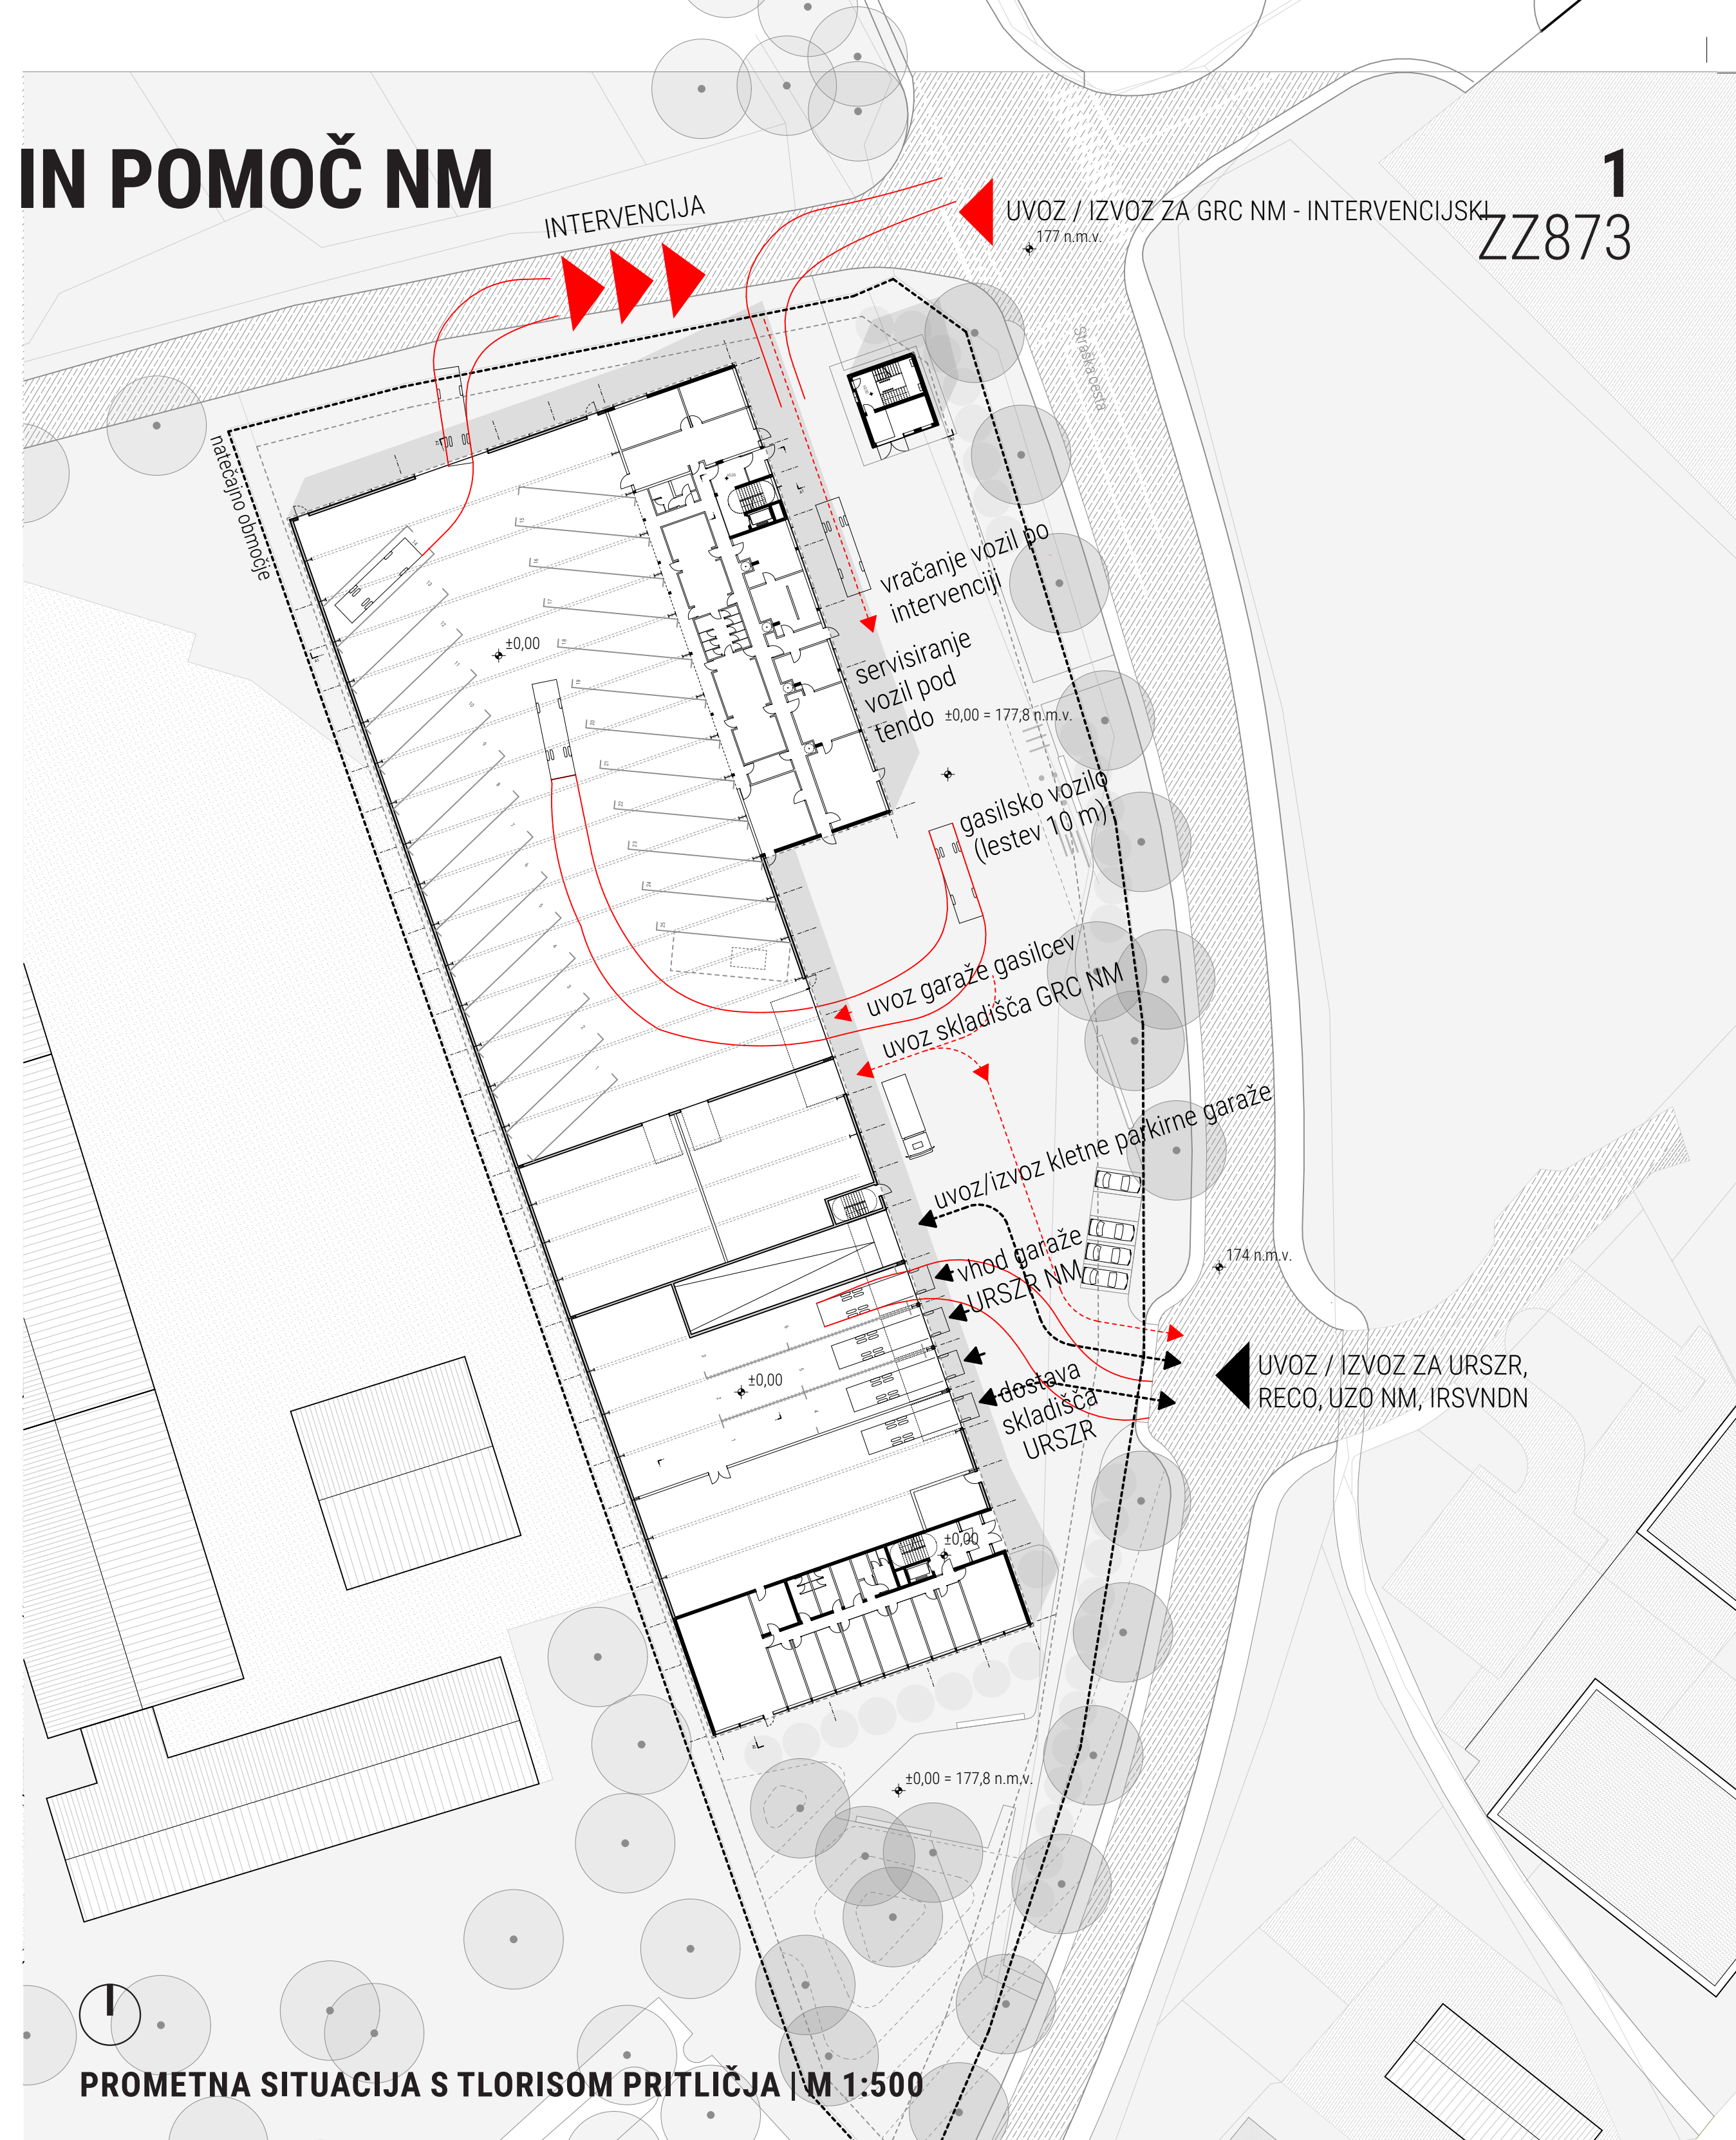 IN POMOČ NM
1
ZZ873
INTERVENCIJA
UVOZ / IZVOZ ZA GRC NM - INTERVENCIJSKI
177 n.m.v.
Straška cesta
natečajno območje
vračanje vozil po
intervenciji
±0,00
servisiranje
vozil pod
tendo
±0,00 = 177,8 n.m.v.
gasilsko vozilo
(lestev 10 m)
uvoz garaže gasilcev
uvoz skladišča GRC NM
uvoz/izvoz kletne parkirne garaže
vhod garaže
URSZR NM
174 n.m.v.
UVOZ / IZVOZ ZA URSZR,
RECO, UZO NM, IRSVNDN
±0,00
dostava
skladišča
URSZR
±0,00
±0,00 = 177,8 n.m.v.
PROMETNA SITUACIJA S TLORISOM PRITLIČJA | M 1:500